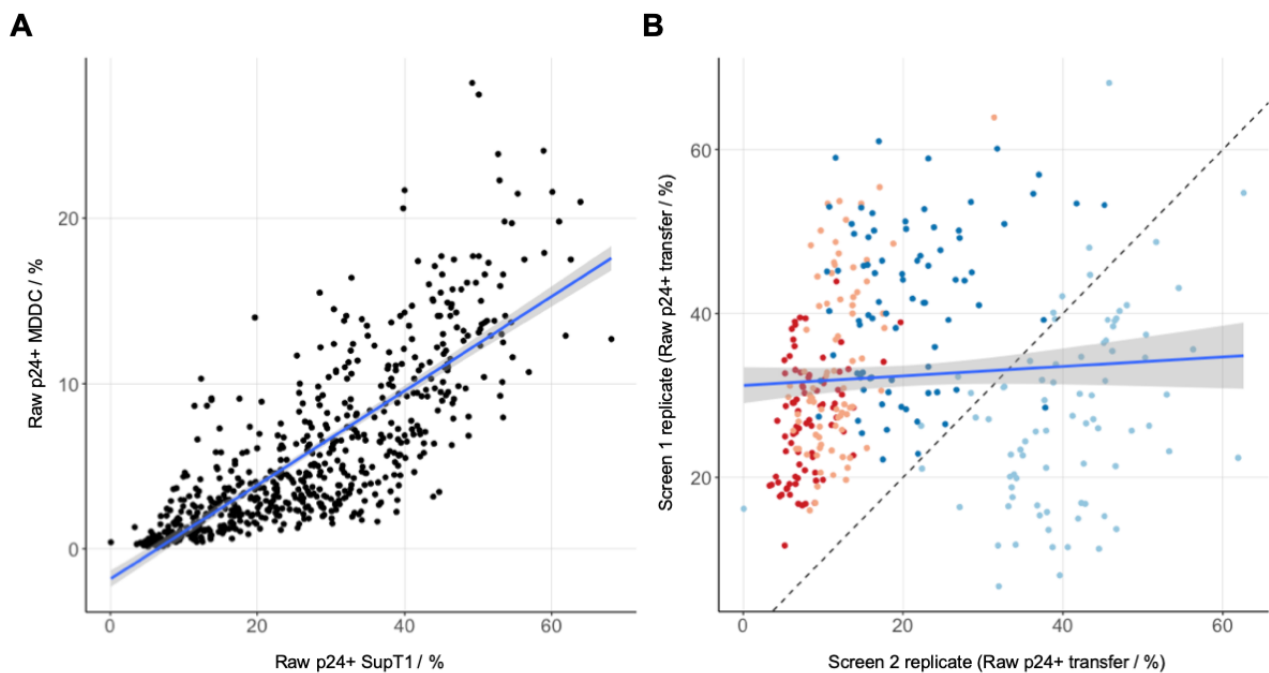 A
B
20
10
0
Raw p24+ MDDC / %
0
20
40
60
Raw p24+ SupT1 / %
60
40
20
Screen 1 replicate (Raw p24+ transfer / %)
0
20
40
60
Screen 2 replicate (Raw p24+ transfer / %)